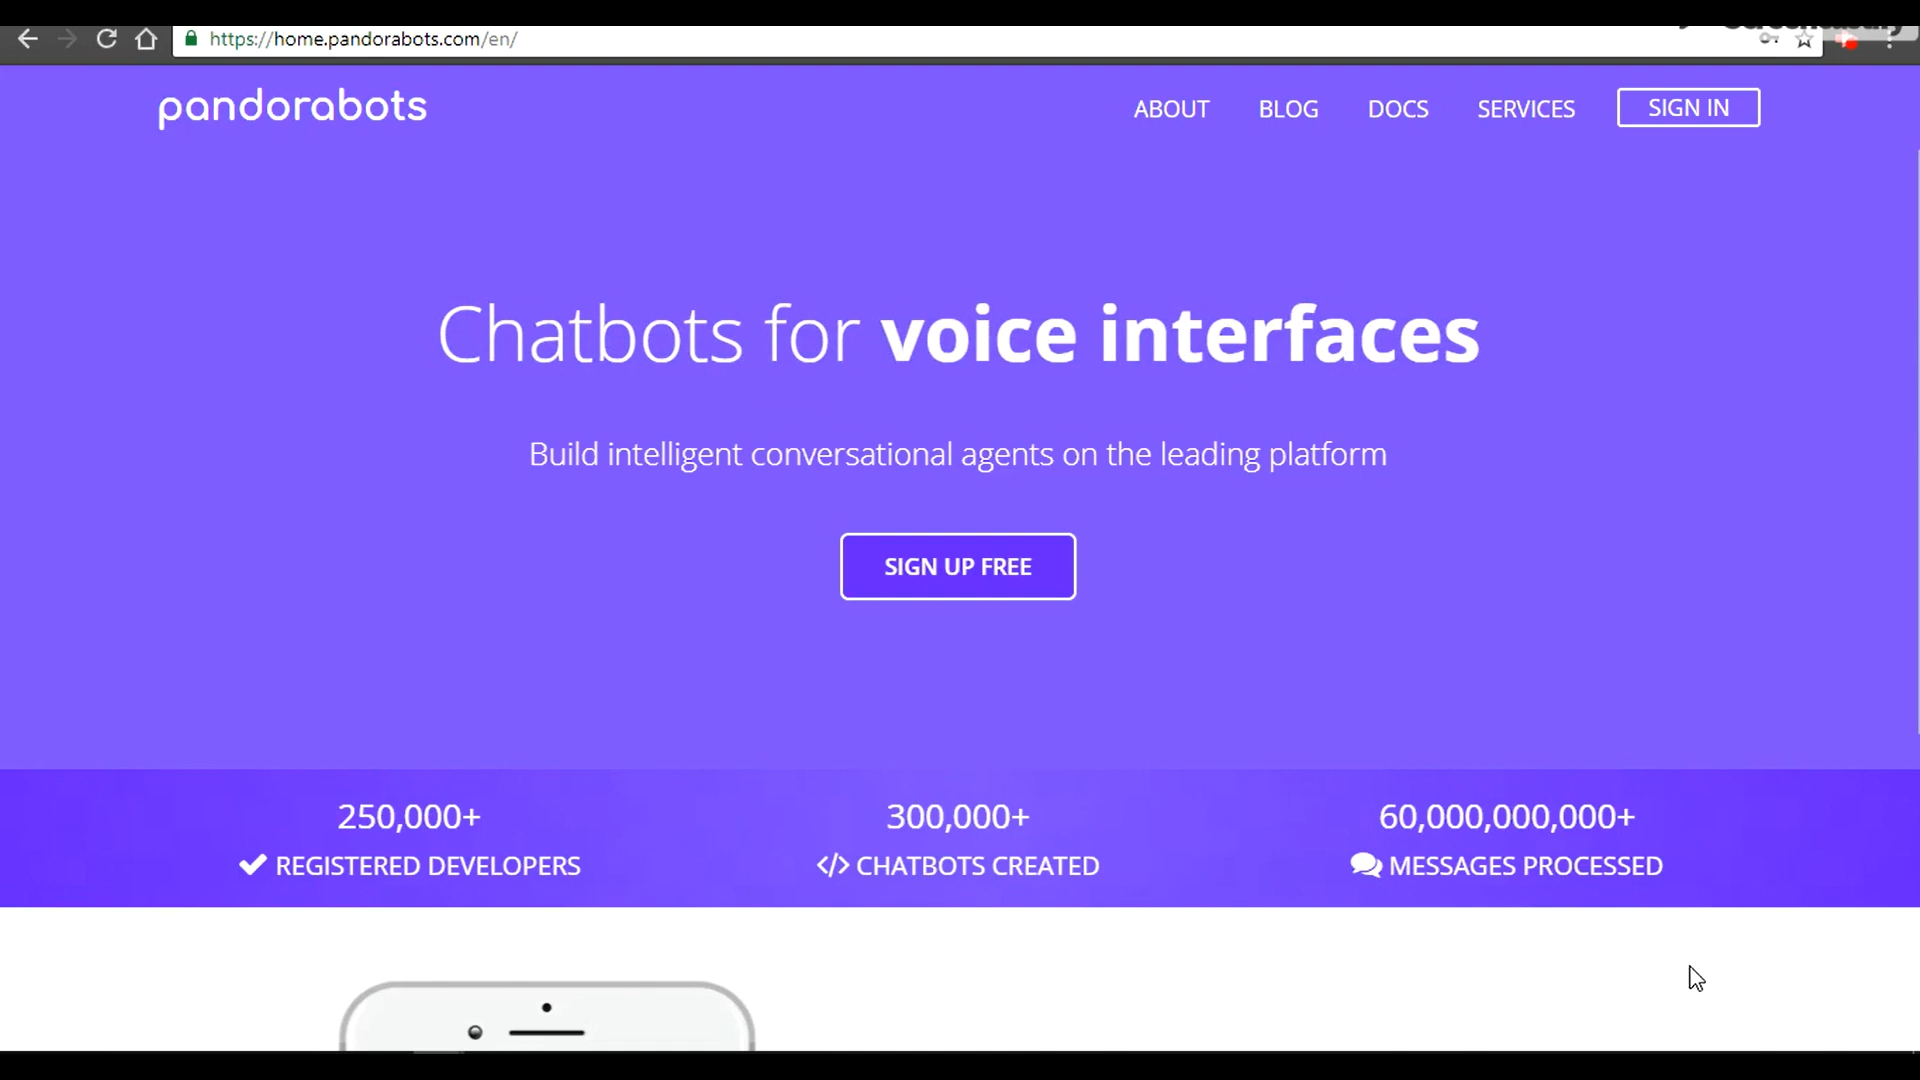 https://home.pandorabots.com/en/
pandorabots
ABOUT BLOG DOCS SERVICES SIGN IN
Chatbots for voice interfaces
Build intelligent conversational agents on the leading platform
SIGN UP FREE
250,000+ 300,000+ 60,000,000,000+
REGISTERED DEVELOPERS </> CHATBOTS CREATED MESSAGES PROCESSED